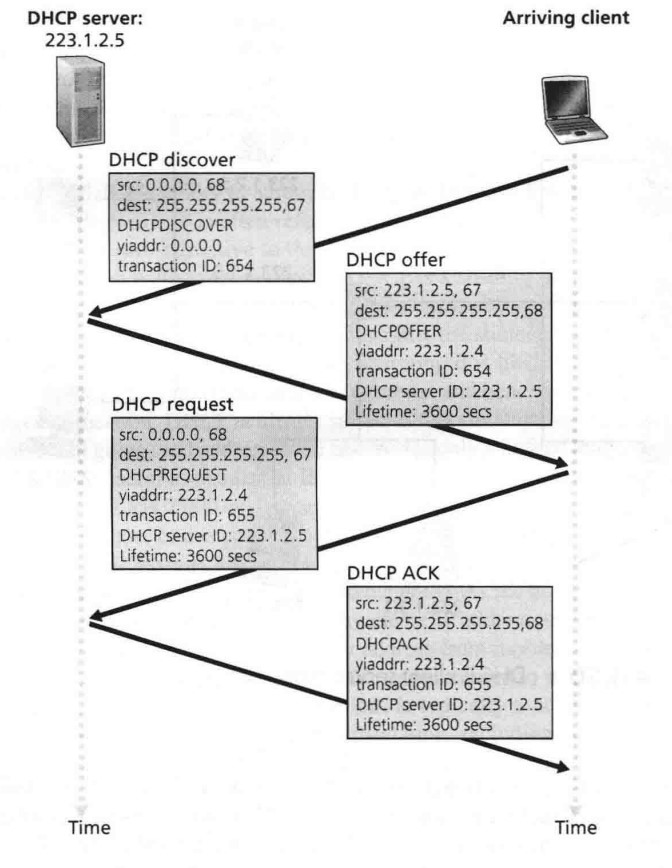 DHCP server:
223.1.2.5
Arriving client
DHCP discover
src: 0.0.0.0, 68
dest: 255.255.255.255,67
DHCPDISCOVER
yiaddr: 0.0.0.0
transaction ID: 654
DHCP offer
src: 223.1.2.5, 67
dest: 255.255.255.255,68
DHCPOFFER
yiaddrr: 223.1.2.4
transaction ID: 654
DHCP server ID: 223.1.2.5
Lifetime: 3600 secs
DHCP request
src: 0.0.0.0, 68
dest: 255.255.255.255, 67
DHCPREQUEST
yiaddrr: 223.1.2.4
transaction ID: 655
DHCP server ID: 223.1.2.5
Lifetime: 3600 secs
DHCP ACK
src: 223.1.2.5, 67
dest: 255.255.255.255,68
DHCPACK
yiaddrr: 223.1.2.4
transaction ID: 655
DHCP server ID: 223.1.2.5
Lifetime: 3600 secs
Time
Time